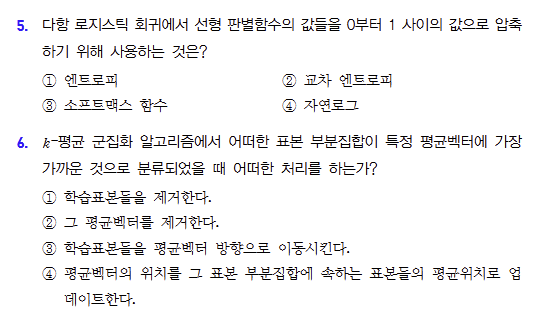 5. 다항 로지스틱 회귀에서 선형 판별함수의 값들을 0부터 1 사이의 값으로 압축
하기 위해 사용하는 것은?
① 엔트로피 ② 교차 엔트로피
③ 소프트맥스 함수 ④ 자연로그
6. k-평균 군집화 알고리즘에서 어떠한 표본 부분집합이 특정 평균벡터에 가장
가까운 것으로 분류되었을 때 어떠한 처리를 하는가?
① 학습표본들을 제거한다.
② 그 평균벡터를 제거한다.
③ 학습표본들을 평균벡터 방향으로 이동시킨다.
④ 평균벡터의 위치를 그 표본 부분집합에 속하는 표본들의 평균위치로 업
데이트한다.